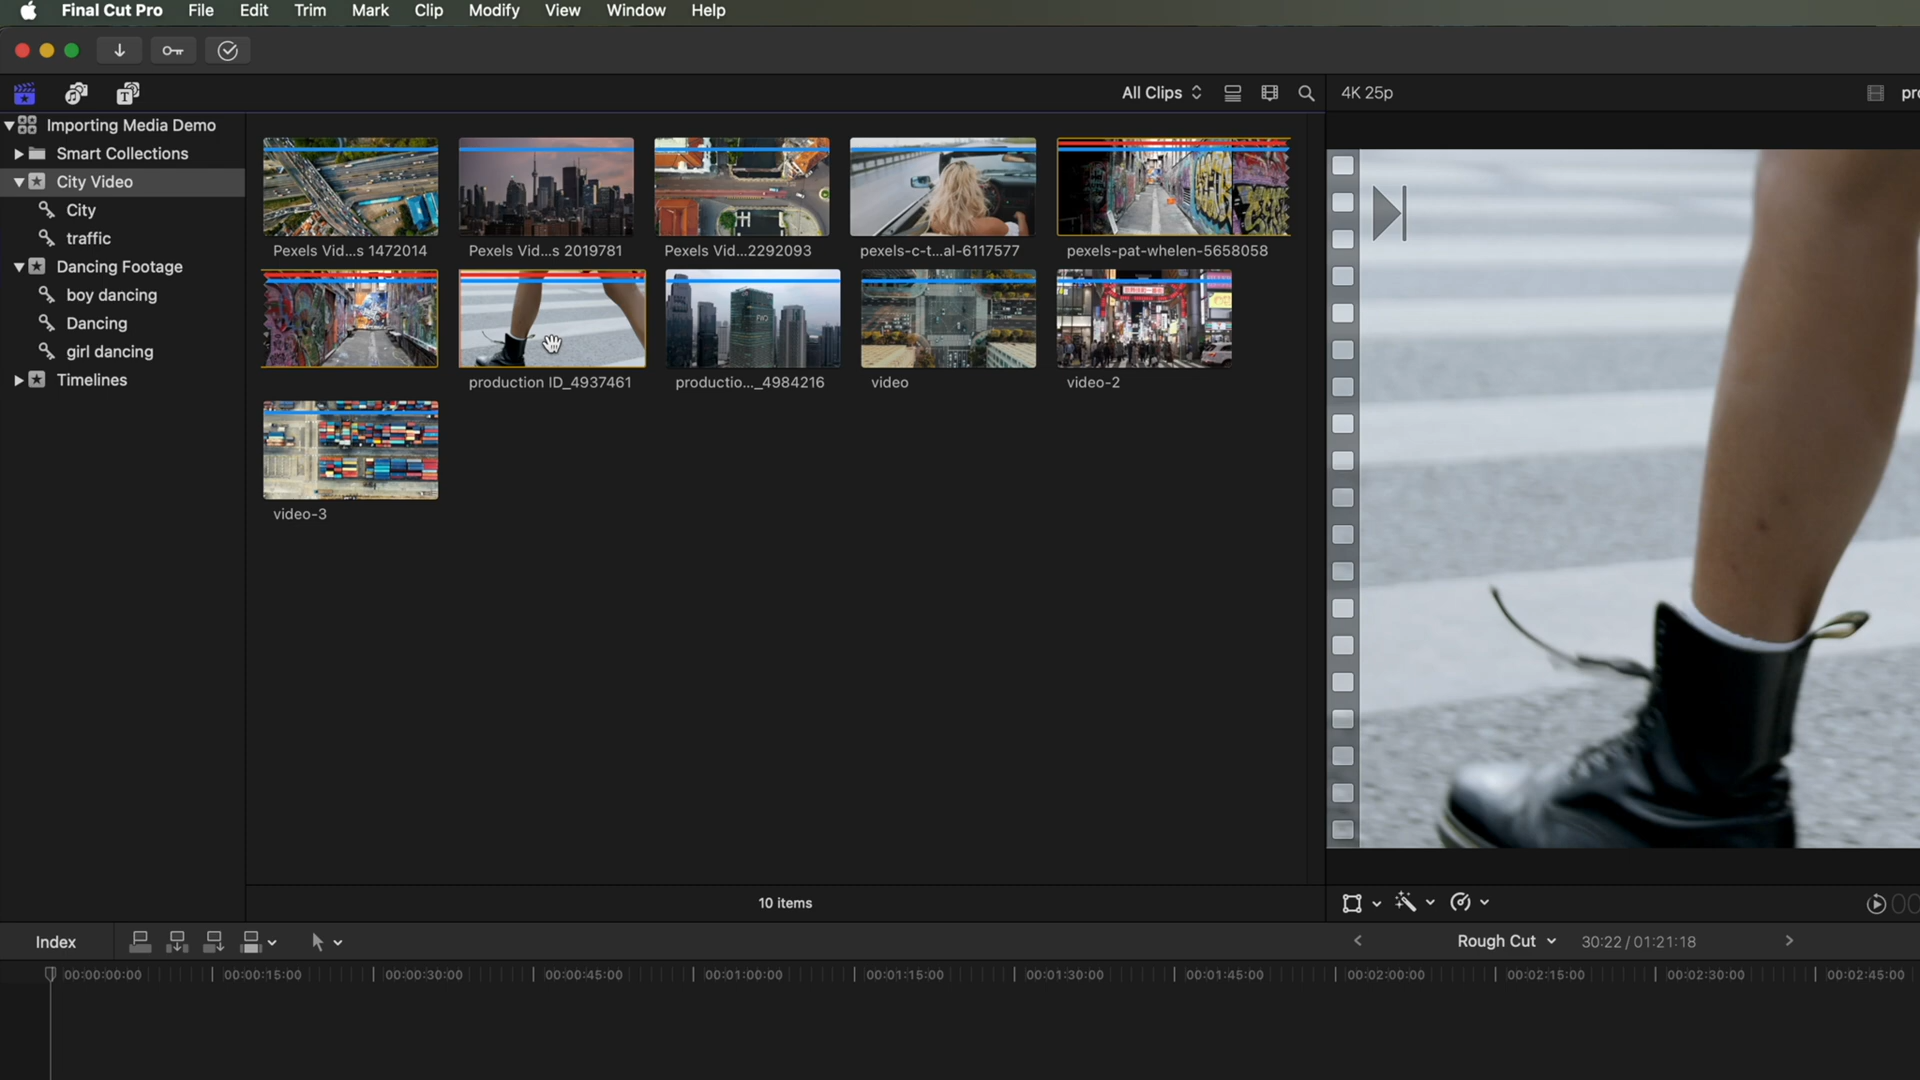 Final Cut Pro File Edit Trim Mark Clip Modify View Window Help
All Clips
4K 25p
Importing Media Demo
Smart Collections
City Video
City
traffic
Dancing Footage
boy dancing
Dancing
girl dancing
Timelines
Pexels Vid...s 1472014
Pexels Vid...s 2019781
Pexels Vid...2292093
pexels-c-t...al-6117577
pexels-pat-whelen-5658058
production ID_4937461
productio..._4984216
video
video-2
video-3
10 items
Index
Rough Cut
30:22 / 01:21:18
00:00:00:00
00:00:15:00
00:00:30:00
00:00:45:00
00:01:00:00
00:01:15:00
00:01:30:00
00:01:45:00
00:02:00:00
00:02:15:00
00:02:30:00
00:02:45:00